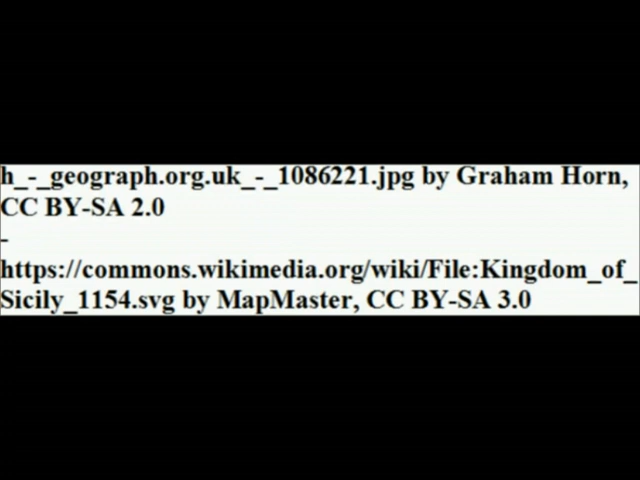 h_-_geograph.org.uk_-_1086221.jpg by Graham Horn,
CC BY-SA 2.0
-
https://commons.wikimedia.org/wiki/File:Kingdom_of_
Sicily_1154.svg by MapMaster, CC BY-SA 3.0